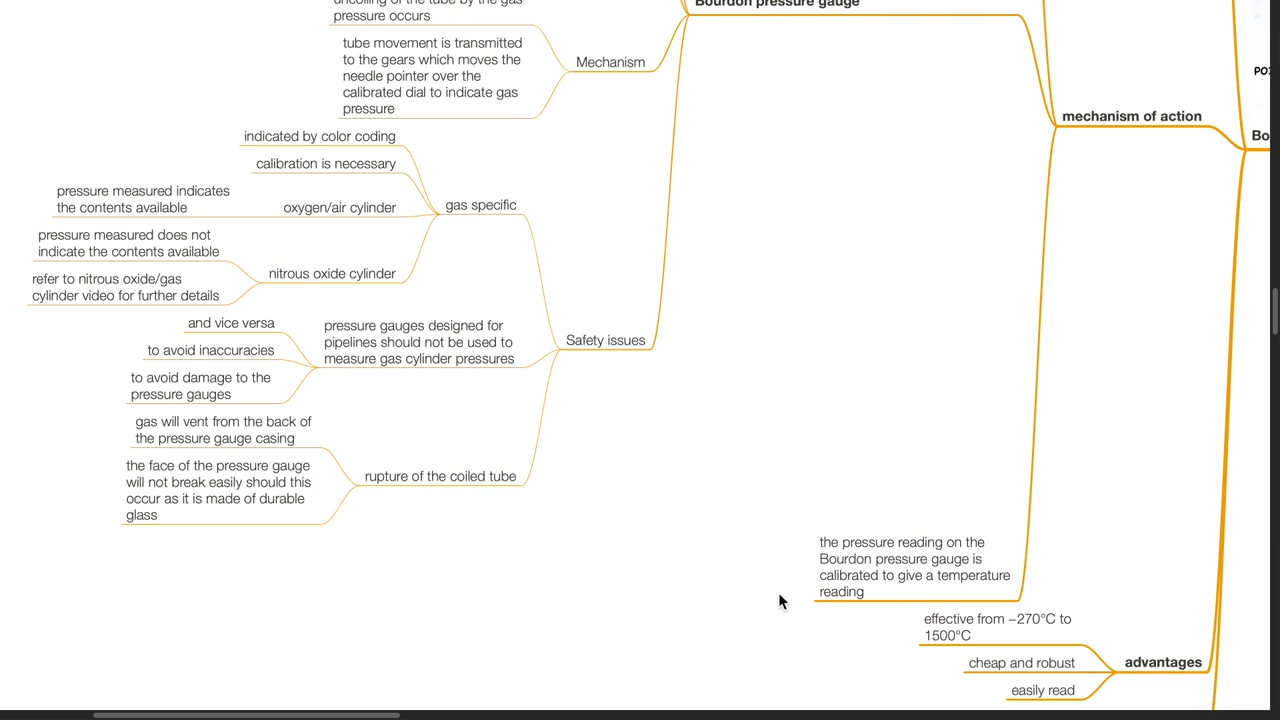 uncoiling of the tube by the gas
pressure occurs
Bourdon pressure gauge
tube movement is transmitted
to the gears which moves the
needle pointer over the
calibrated dial to indicate gas
pressure
Mechanism
mechanism of action
Bo
indicated by color coding
calibration is necessary
pressure measured indicates
the contents available
oxygen/air cylinder
gas specific
pressure measured does not
indicate the contents available
refer to nitrous oxide/gas
cylinder video for further details
nitrous oxide cylinder
and vice versa
to avoid inaccuracies
to avoid damage to the
pressure gauges
pressure gauges designed for
pipelines should not be used to
measure gas cylinder pressures
Safety issues
gas will vent from the back of
the pressure gauge casing
the face of the pressure gauge
will not break easily should this
occur as it is made of durable
glass
rupture of the coiled tube
the pressure reading on the
Bourdon pressure gauge is
calibrated to give a temperature
reading
effective from −270°C to
1500°C
cheap and robust
easily read
advantages